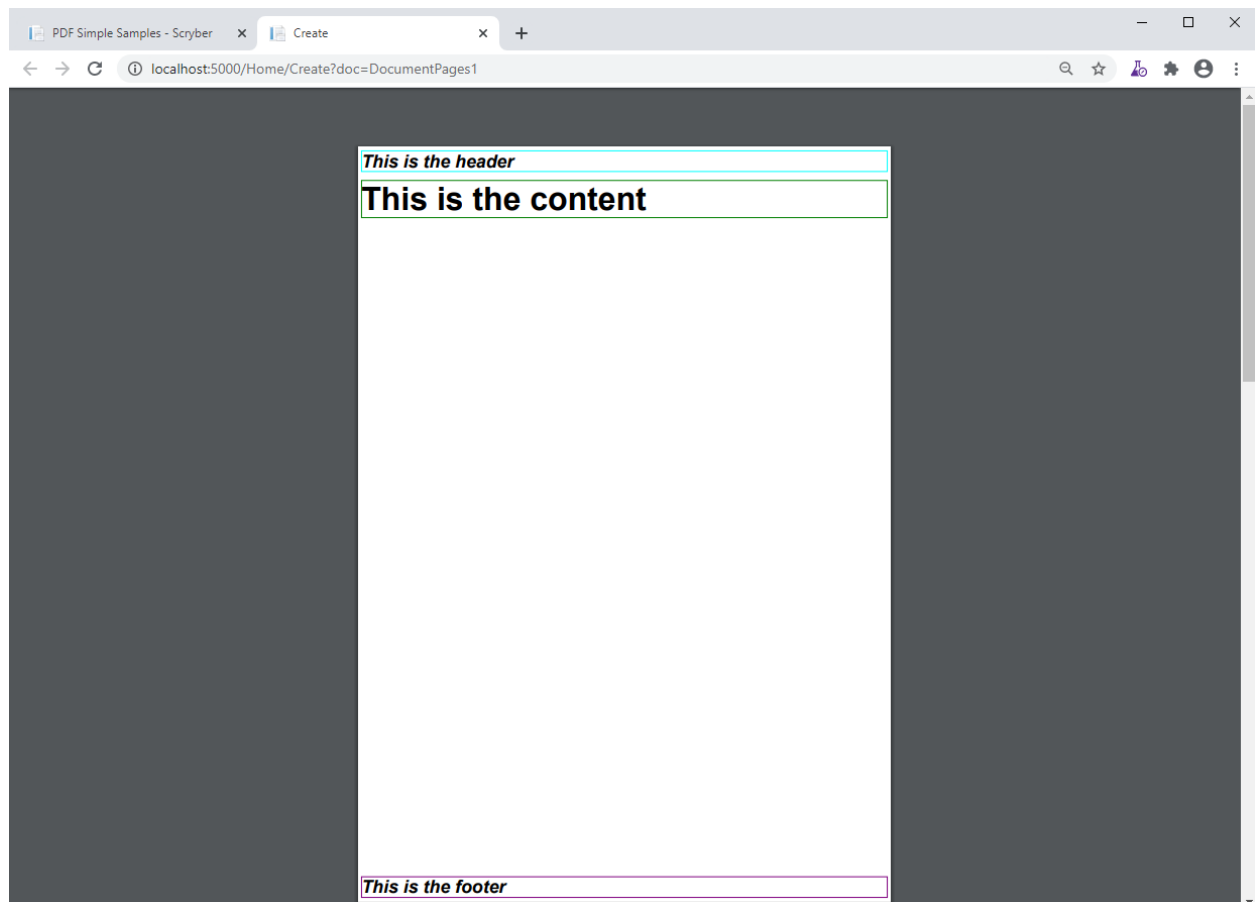 PDF Simple Samples - Scryber
Create
localhost:5000/Home/Create?doc=DocumentPages1
This is the header
This is the content
This is the footer